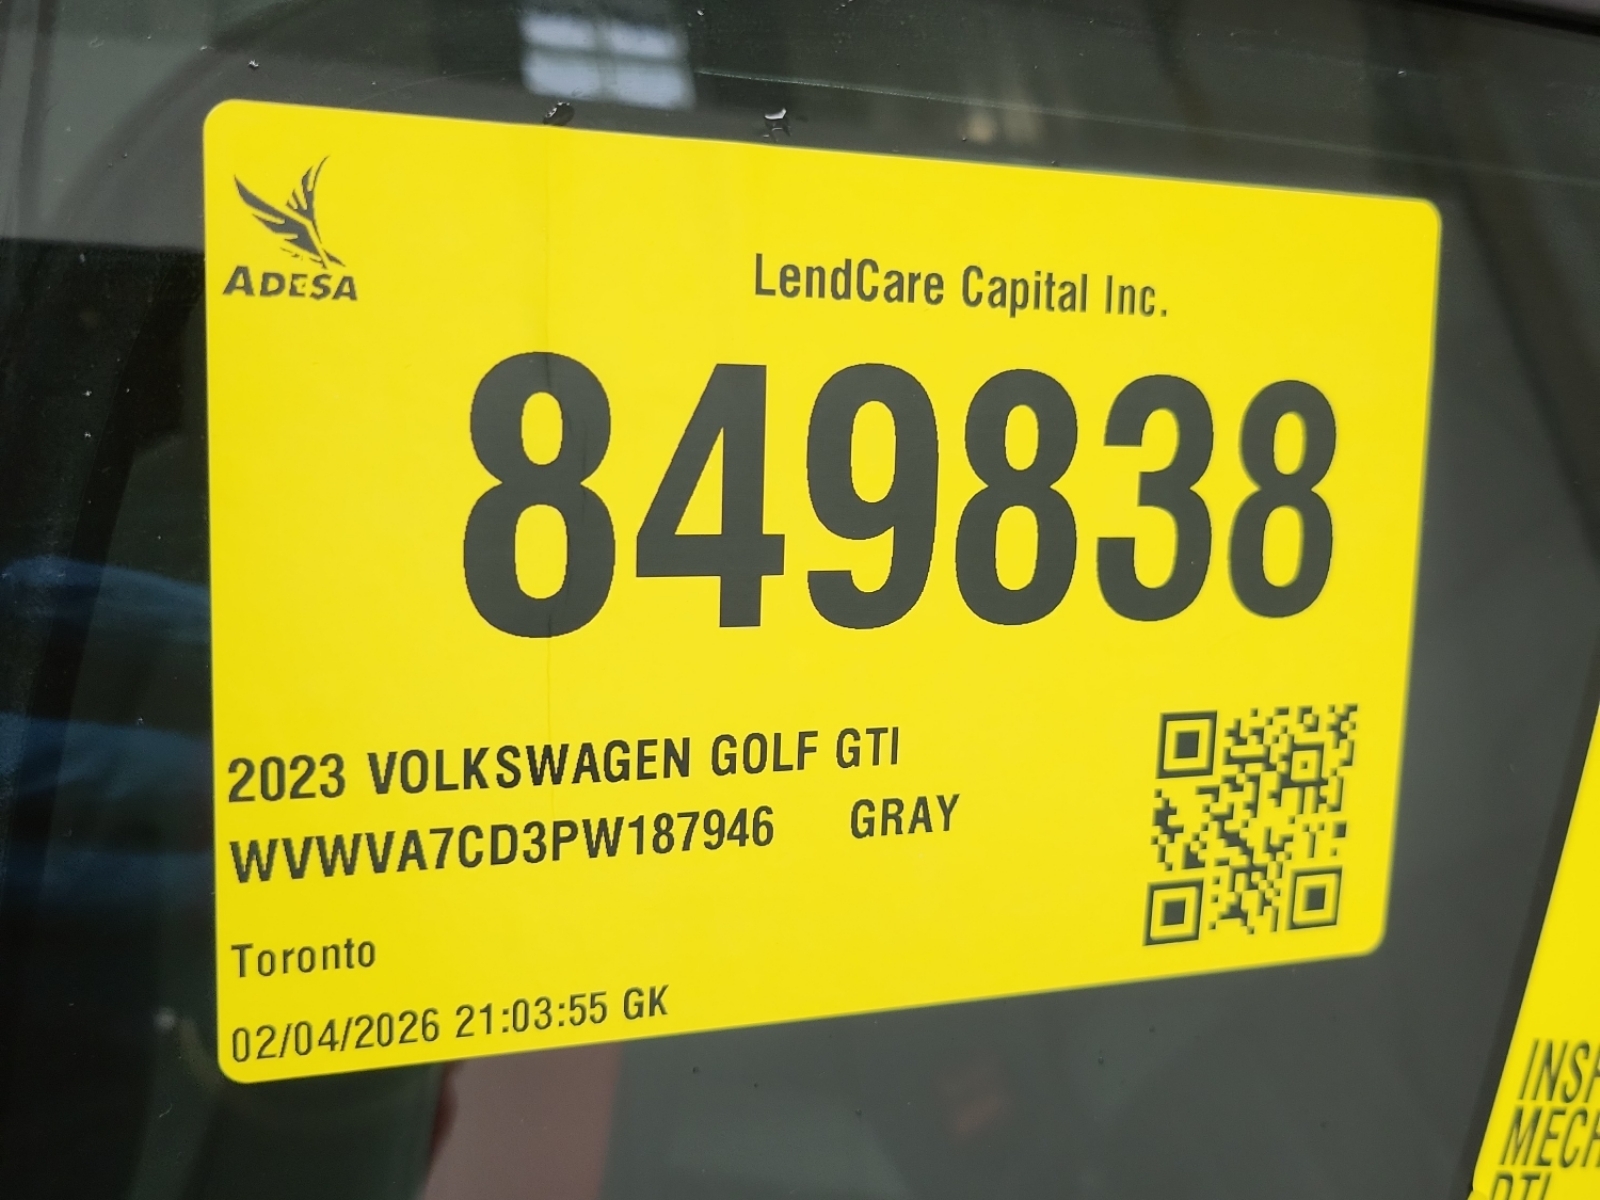 ADESA
LendCare Capital Inc.
849838
2023 VOLKSWAGEN GOLF GTI
WVWVA7CD3PW187946 GRAY
Toronto
02/04/2026 21:03:55 GK